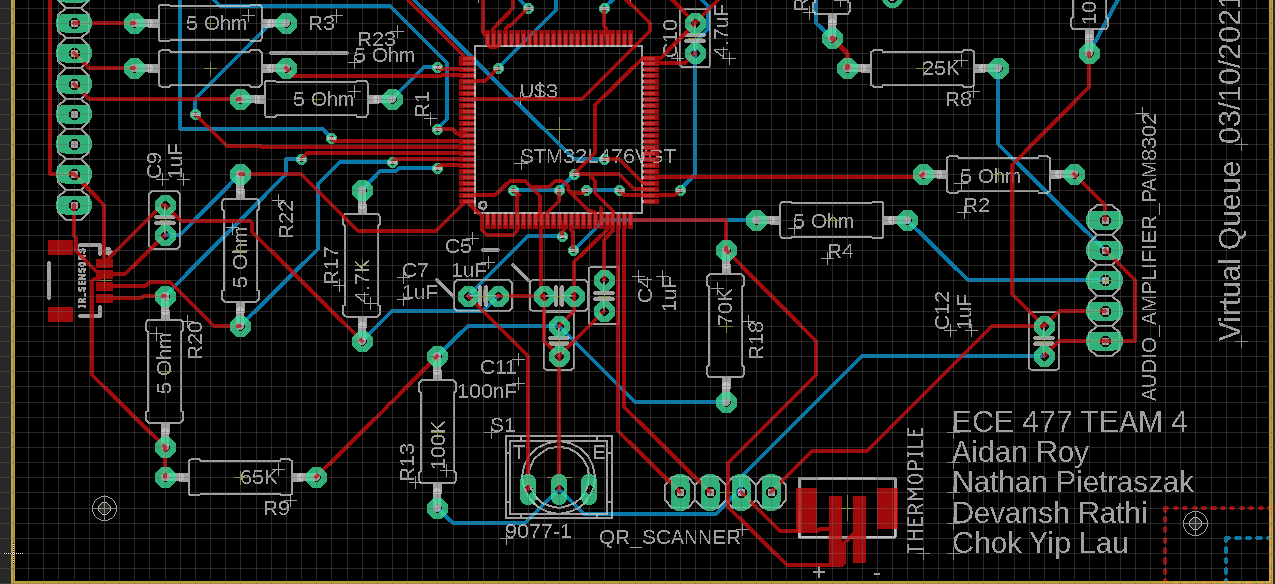 5 Ohm
R3
R23
5 Ohm
5 Ohm
R1
U$3
STM32L476VGT
4.7uF
25K
R8
10
AUDIO_AMPLIFIER_PAM8302
Virtual Queue 03/10/2021
C9
1uF
5 Ohm
R22
R17
4.7K
5 Ohm
R2
5 Ohm
R4
C5
1uF
C7
1uF
C4
1uF
70K
R18
C12
1uF
JR.SENSORS
5 Ohm
R20
C11
100nF
S1
R13
100K
65K
R9
T
E
9077-1
QR_SCANNER
THERMOPILE
+
-
ECE 477 TEAM 4
Aidan Roy
Nathan Pietraszak
Devansh Rathi
Chok Yip Lau